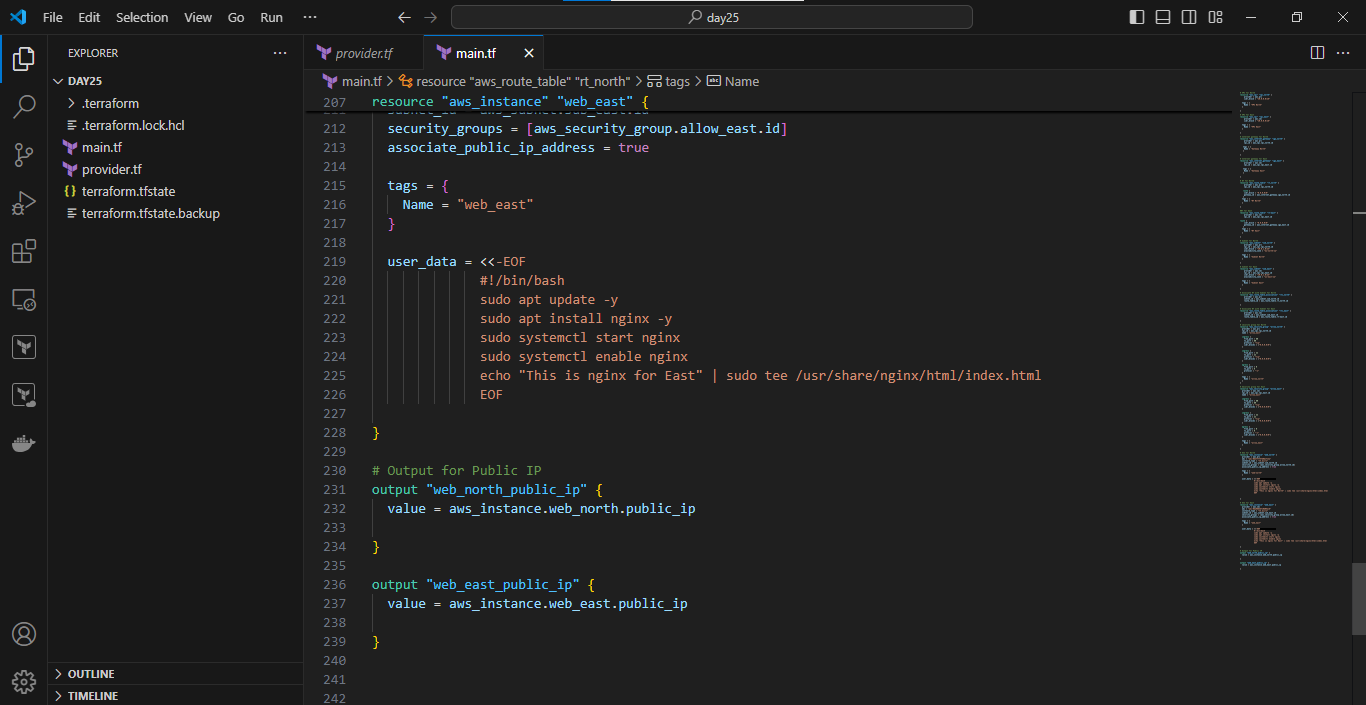 File Edit Selection View Go Run ···
day25
EXPLORER
DAY25
.terraform
.terraform.lock.hcl
main.tf
provider.tf
terraform.tfstate
terraform.tfstate.backup
OUTLINE
TIMELINE
provider.tf
main.tf
main.tf > resource "aws_route_table" "rt_north" > tags > Name
207 resource "aws_instance" "web_east" {
212 security_groups = [aws_security_group.allow_east.id]
213 associate_public_ip_address = true
214
215 tags = {
216 Name = "web_east"
217 }
218
219 user_data = <<-EOF
220 #!/bin/bash
221 sudo apt update -y
222 sudo apt install nginx -y
223 sudo systemctl start nginx
224 sudo systemctl enable nginx
225 echo "This is nginx for East" | sudo tee /usr/share/nginx/html/index.html
226 EOF
227
228 }
229
230 # Output for Public IP
231 output "web_north_public_ip" {
232 value = aws_instance.web_north.public_ip
233
234 }
235
236 output "web_east_public_ip" {
237 value = aws_instance.web_east.public_ip
238
239 }
240
241
242